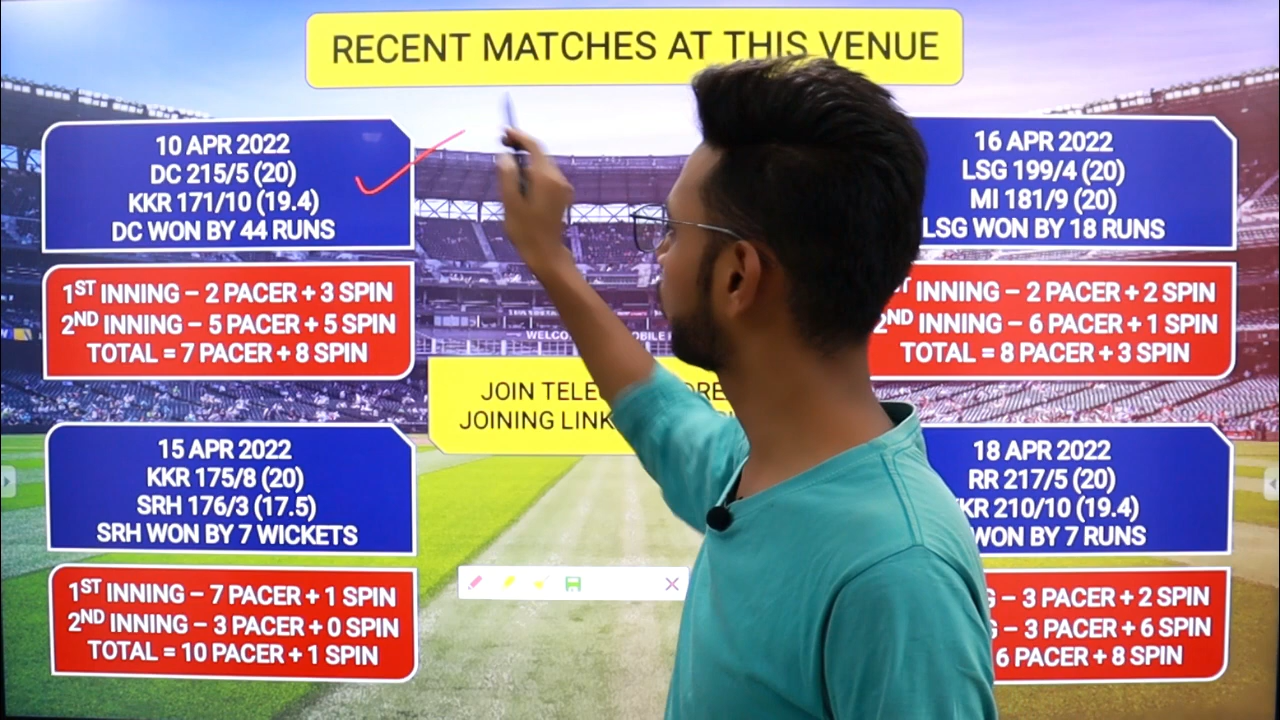 RECENT MATCHES AT THIS VENUE
10 APR 2022
DC 215/5 (20)
KKR 171/10 (19.4)
DC WON BY 44 RUNS
1ST INNING – 2 PACER + 3 SPIN
2ND INNING – 5 PACER + 5 SPIN
TOTAL = 7 PACER + 8 SPIN
15 APR 2022
KKR 175/8 (20)
SRH 176/3 (17.5)
SRH WON BY 7 WICKETS
1ST INNING – 7 PACER + 1 SPIN
2ND INNING – 3 PACER + 0 SPIN
TOTAL = 10 PACER + 1 SPIN
WELCO
JOIN TELE
JOINING LINK
16 APR 2022
LSG 199/4 (20)
MI 181/9 (20)
LSG WON BY 18 RUNS
INNING – 2 PACER + 2 SPIN
2ND INNING – 6 PACER + 1 SPIN
TOTAL = 8 PACER + 3 SPIN
18 APR 2022
RR 217/5 (20)
KKR 210/10 (19.4)
WON BY 7 RUNS
G – 3 PACER + 2 SPIN
G – 3 PACER + 6 SPIN
6 PACER + 8 SPIN